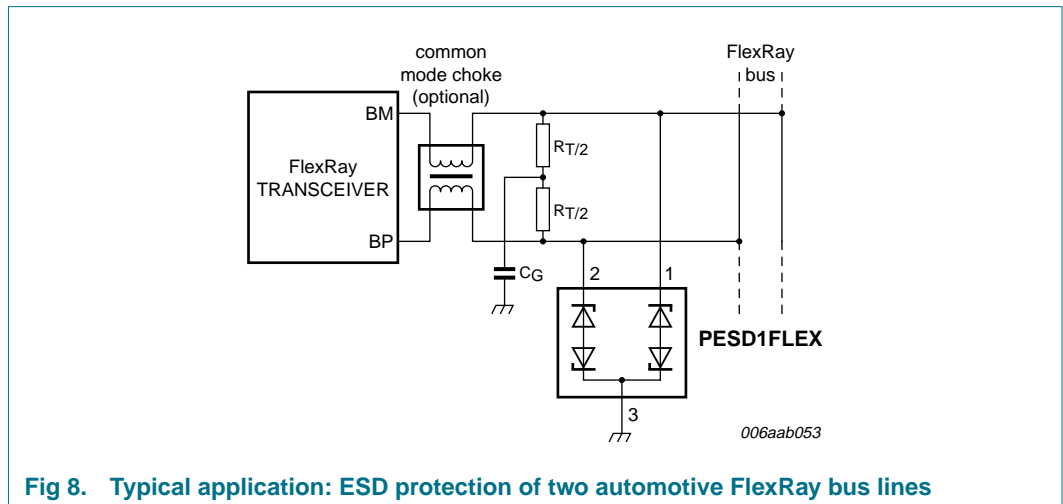 common
mode choke
(optional)
FlexRay
bus
BM
FlexRay
TRANSCEIVER
BP
RT/2
RT/2
CG
2
1
PESD1FLEX
3
006aab053
Fig 8. Typical application: ESD protection of two automotive FlexRay bus lines